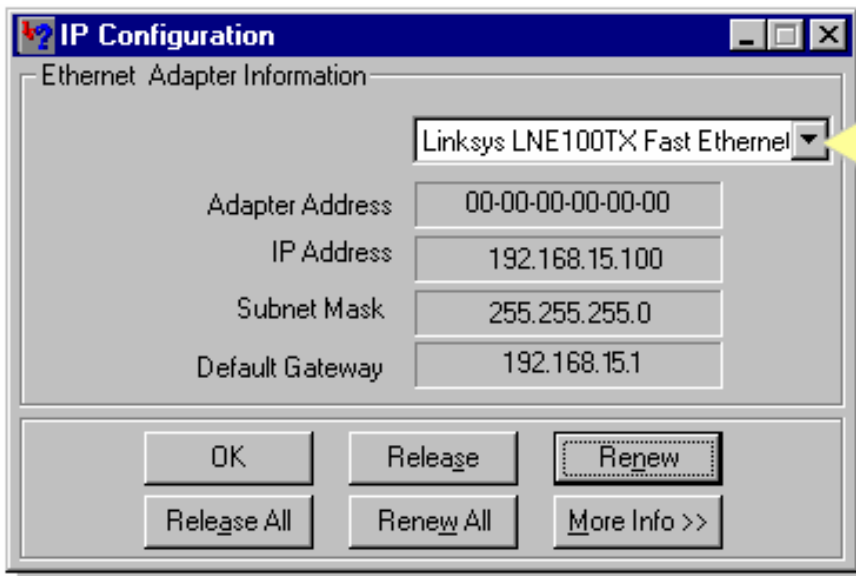 IP Configuration
Ethernet Adapter Information
Linksys LNE100TX Fast Ethernet
Adapter Address 00-00-00-00-00-00
IP Address 192.168.15.100
Subnet Mask 255.255.255.0
Default Gateway 192.168.15.1
OK Release Renew
Release All Renew All More Info >>